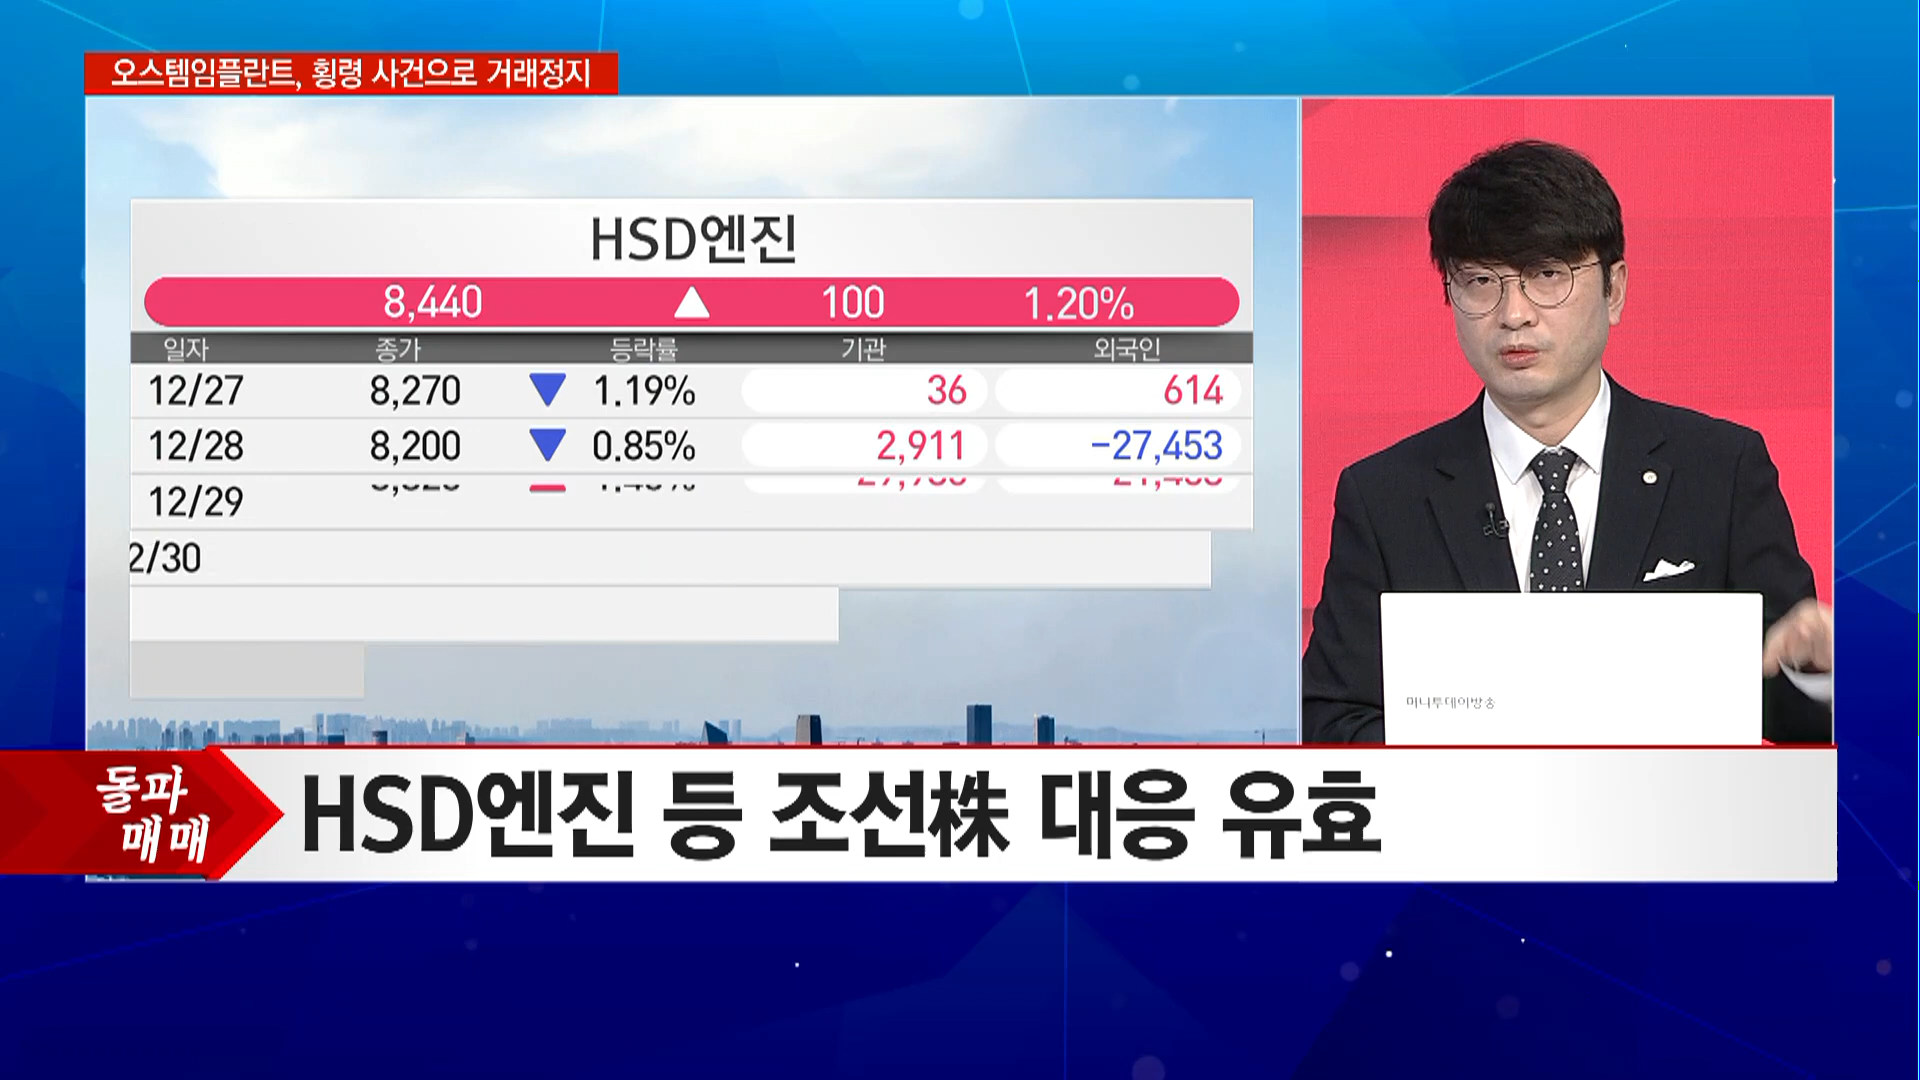 오스템임플란트, 횡령 사건으로 거래정지
HSD엔진
8,440 ▲ 100 1.20%
일자 종가 등락률 기관 외국인
12/27 8,270 ▼ 1.19% 36 614
12/28 8,200 ▼ 0.85% 2,911 -27,453
12/29
2/30
머니투데이방송
돌파
매매
HSD엔진 등 조선株 대응 유효